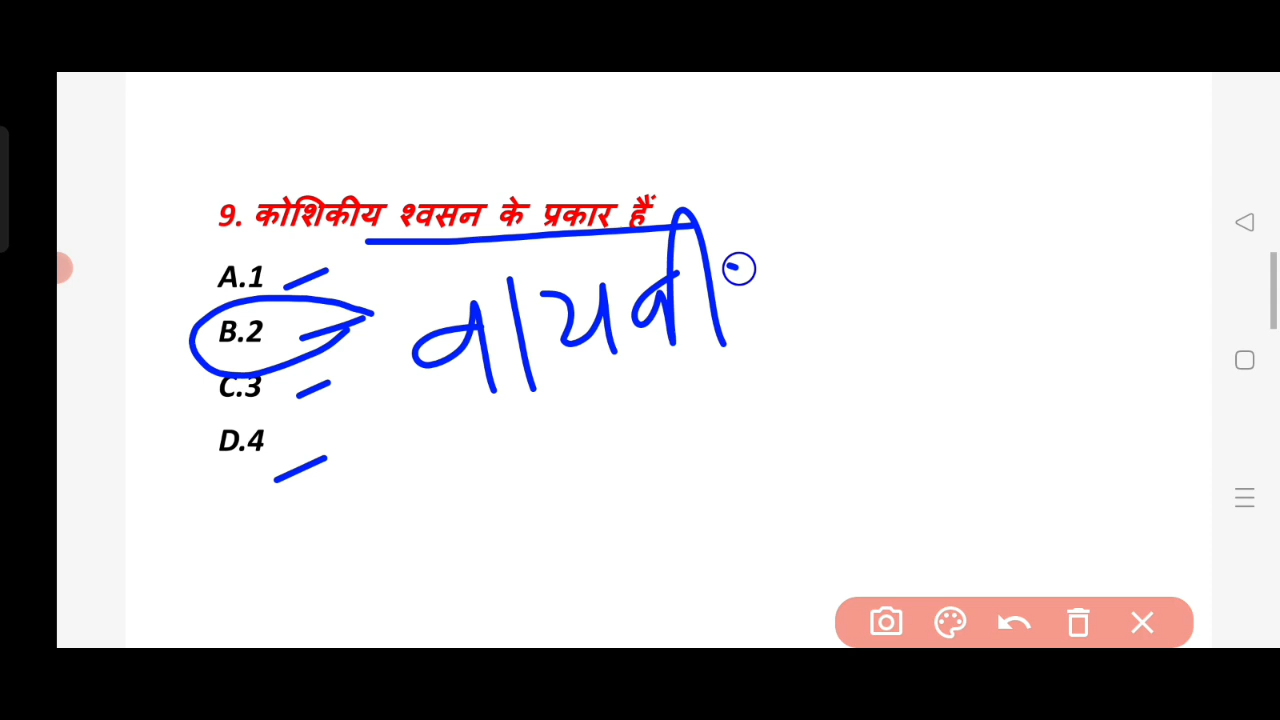 9. कोशिकीय श्वसन के प्रकार हैं
A.1
B.2
वायवी
C.3
D.4